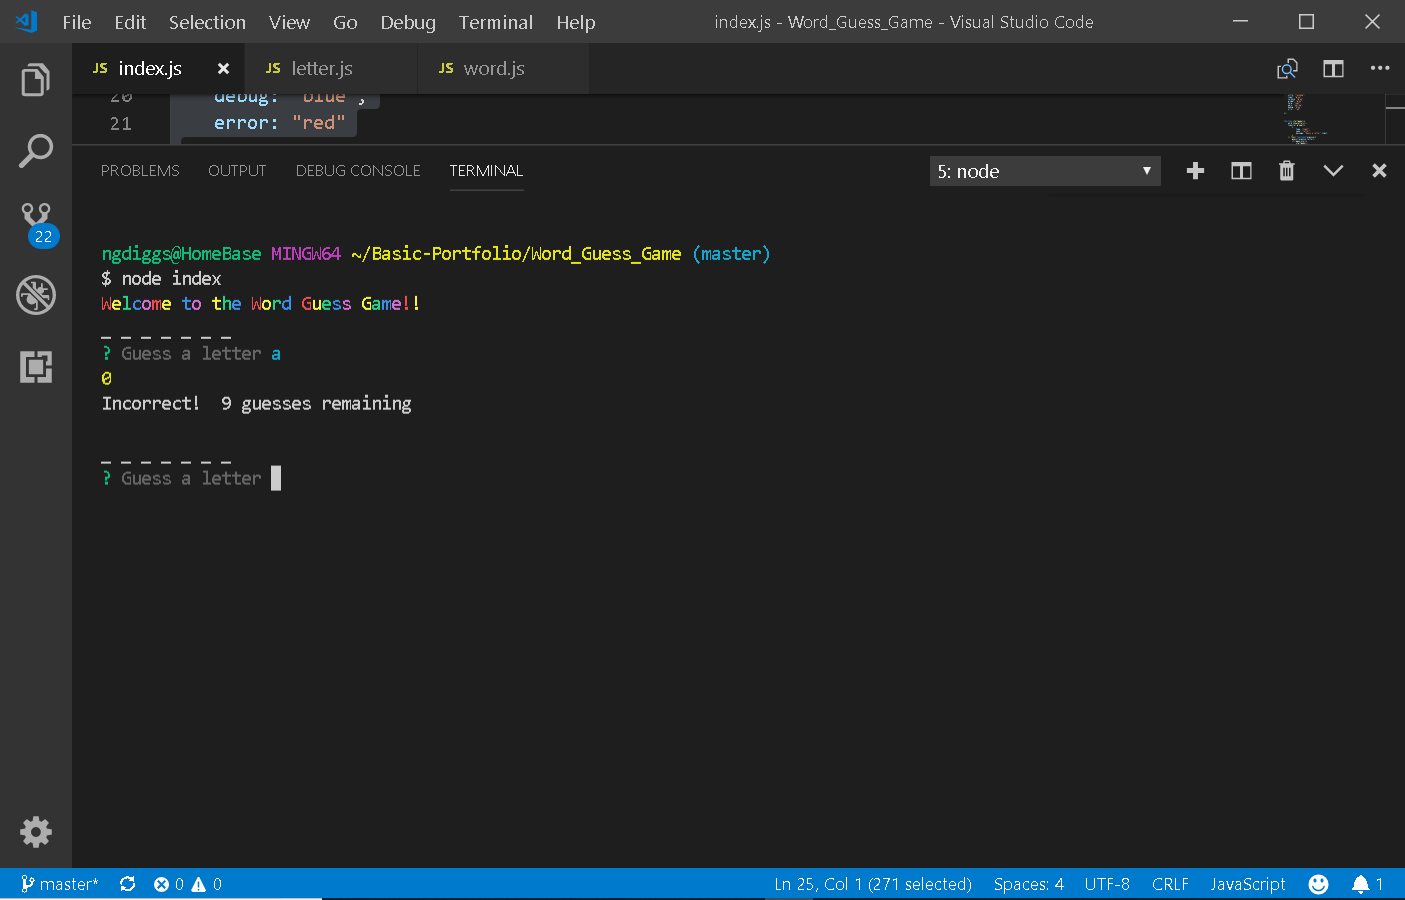 File Edit Selection View Go Debug Terminal Help index.js - Word_Guess_Game - Visual Studio Code
JS index.js JS letter.js JS word.js
20 debug: "blue",
21 error: "red"
PROBLEMS OUTPUT DEBUG CONSOLE TERMINAL 5: node
22
ngdiggs@HomeBase MINGW64 ~/Basic-Portfolio/Word_Guess_Game (master)
$ node index
Welcome to the Word Guess Game!!
_ _ _ _ _ _ _
? Guess a letter a
0
Incorrect!  9 guesses remaining
_ _ _ _ _ _ _
? Guess a letter
master* 0 0 Ln 25, Col 1 (271 selected) Spaces: 4 UTF-8 CRLF JavaScript 1